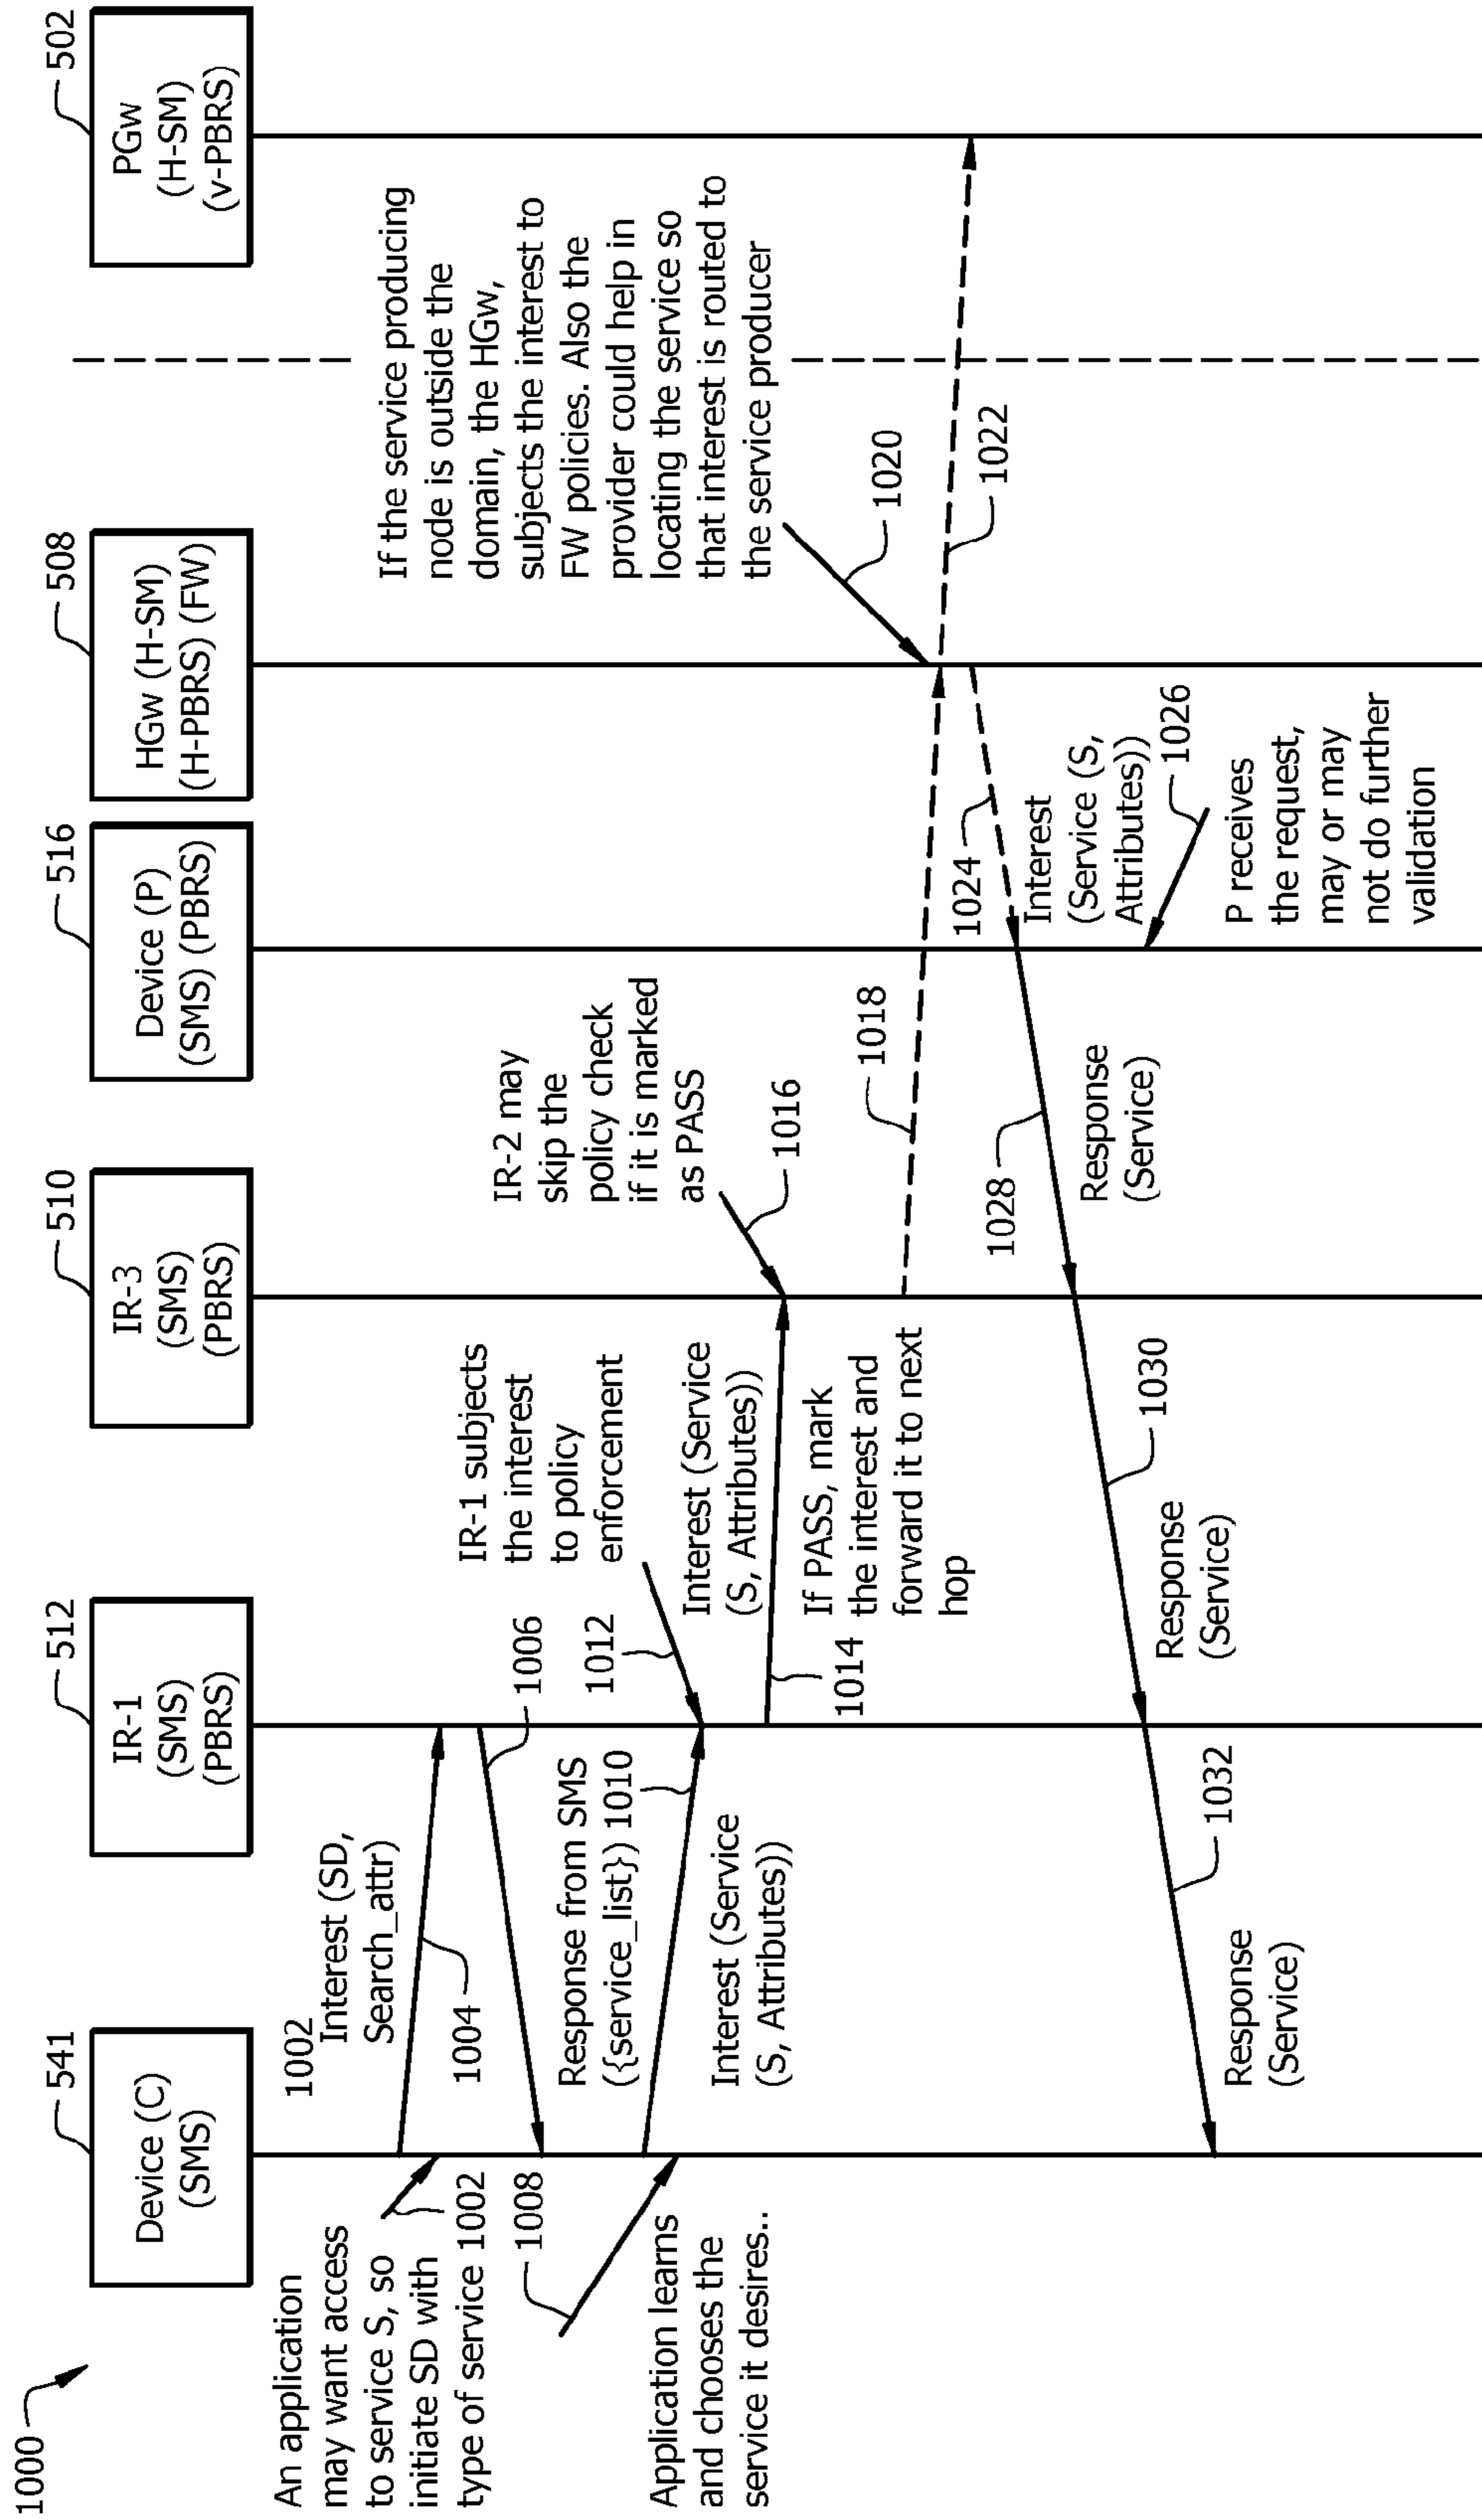 1000
541
Device (C)
(SMS)
512
IR-1
(SMS)
(PBRS)
510
IR-3
(SMS)
(PBRS)
516
Device (P)
(SMS) (PBRS)
508
HGw (H-SM)
(H-PBRS) (FW)
502
PGw
(H-SM)
(v-PBRS)
An application
may want access
to service S, so
initiate SD with
type of service
1002
1002
Interest (SD,
Search_attr)
1004
1006
Response from SMS
({service_list})
1008
Application learns
and chooses the
service it desires..
1010
Interest (Service
(S, Attributes))
IR-1 subjects
the interest
to policy
enforcement
1012
Interest (Service
(S, Attributes))
1014
If PASS, mark
the interest and
forward it to next
hop
IR-2 may
skip the
policy check
if it is marked
as PASS
1016
1018
If the service producing
node is outside the
domain, the HGw,
subjects the interest to
FW policies. Also the
provider could help in
locating the service so
that interest is routed to
the service producer
1020
1022
1024
Interest
(Service (S,
Attributes))
1026
P receives
the request,
may or may
not do further
validation
1028
Response
(Service)
1030
Response
(Service)
1032
Response
(Service)